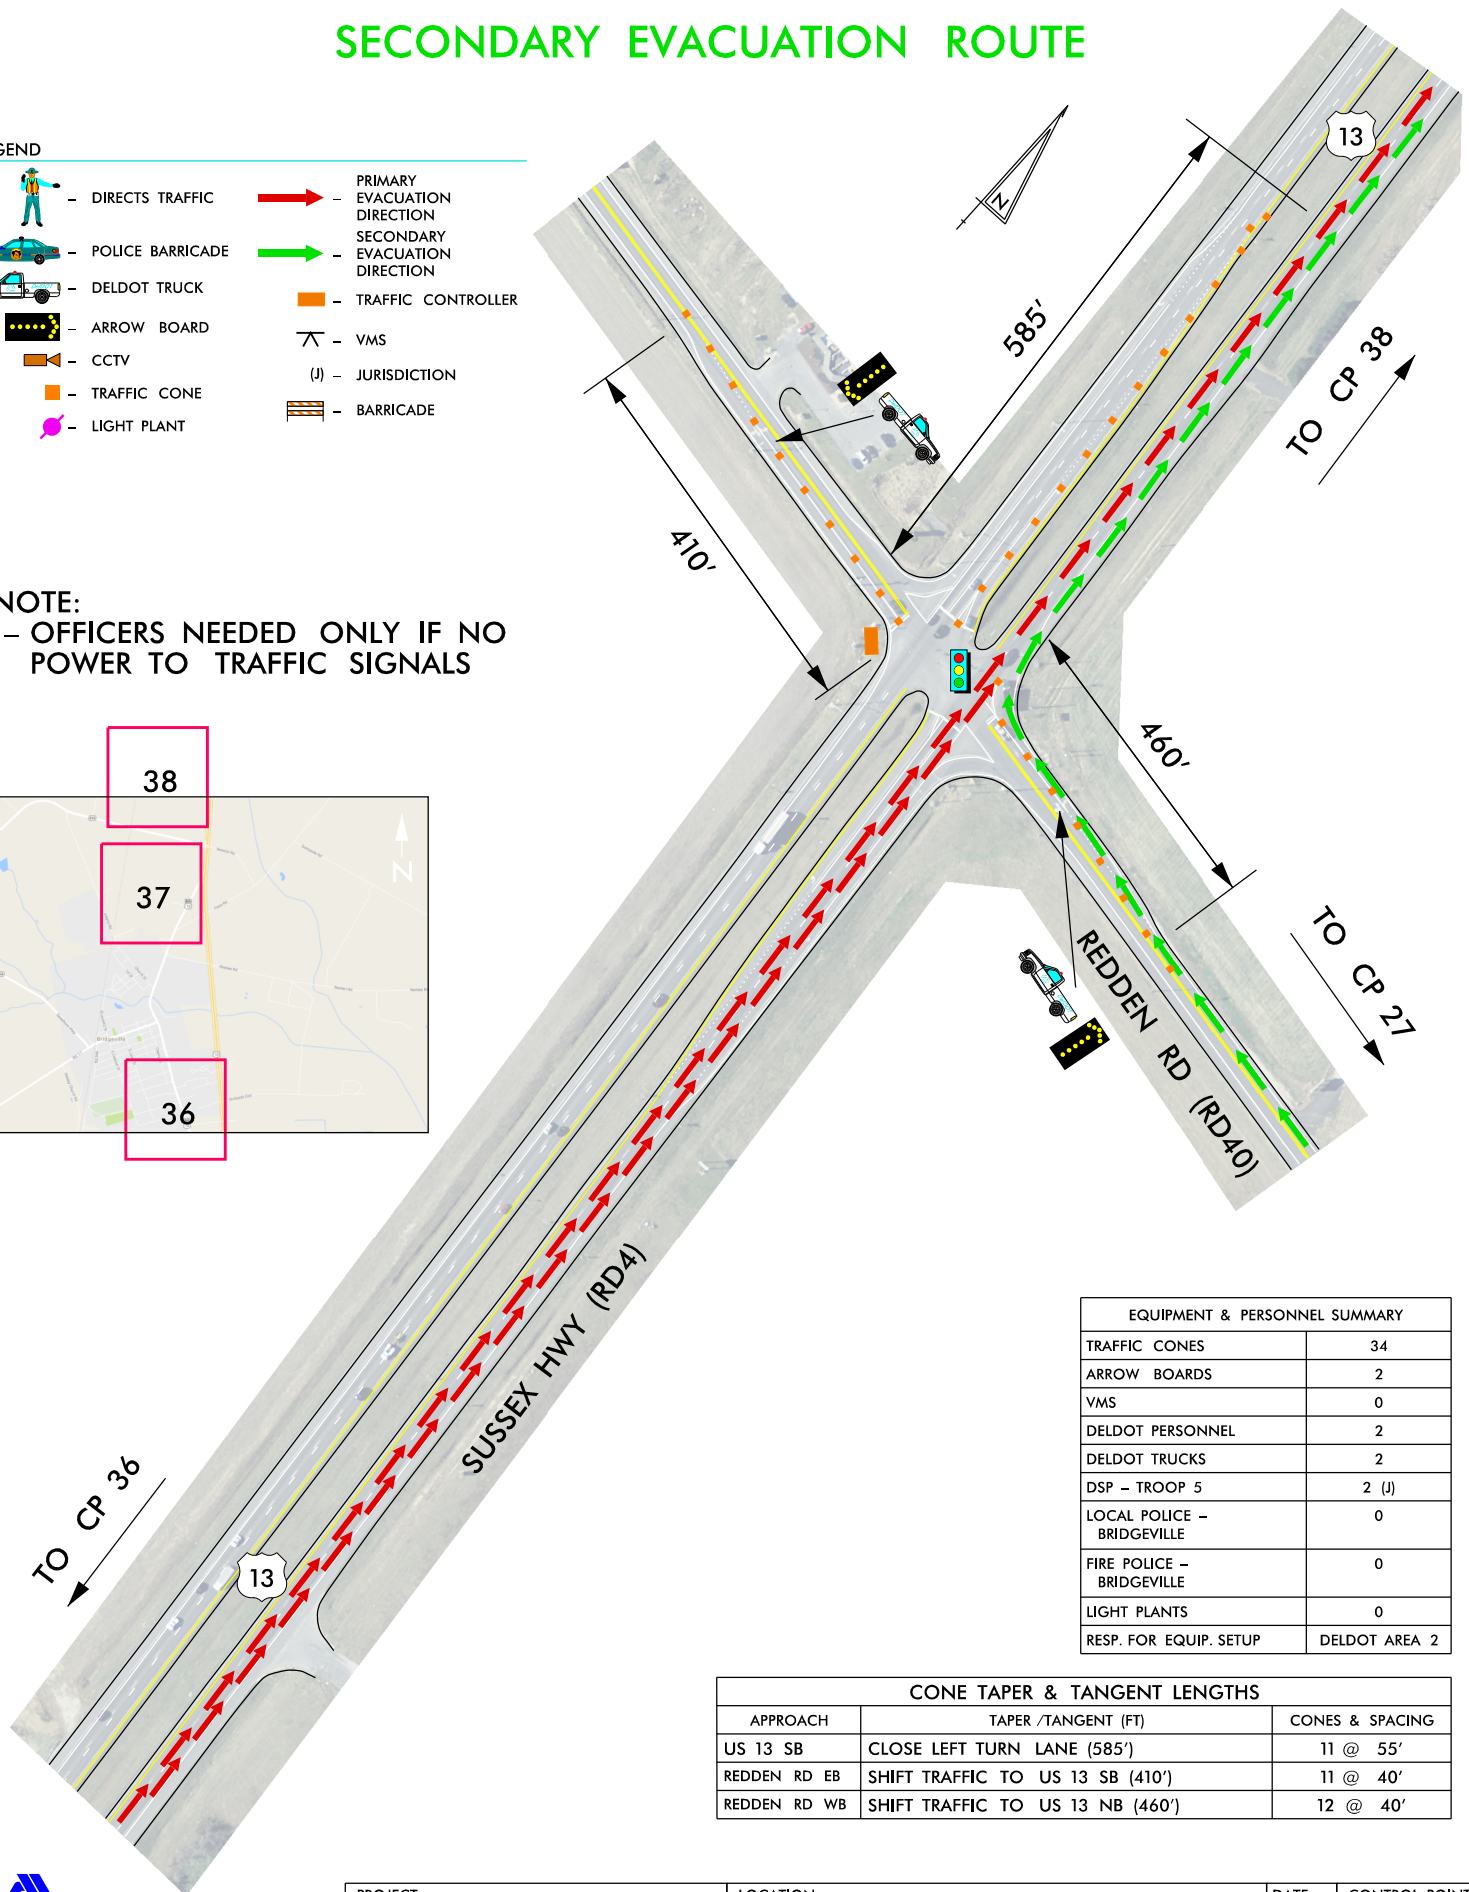 SECONDARY EVACUATION ROUTE
GEND
DIRECTS TRAFFIC
POLICE BARRICADE
DELDOT TRUCK
ARROW BOARD
CCTV
TRAFFIC CONE
LIGHT PLANT
PRIMARY
EVACUATION
DIRECTION
SECONDARY
EVACUATION
DIRECTION
TRAFFIC CONTROLLER
VMS
(J) – JURISDICTION
BARRICADE
N
13
585'
TO CP 38
410'
NOTE:
– OFFICERS NEEDED ONLY IF NO
POWER TO TRAFFIC SIGNALS
460'
38
37
36
N
Bridgeville
TO CP 27
REDDEN RD (RD40)
SUSSEX HWY (RD4)
TO CP 36
13
EQUIPMENT & PERSONNEL SUMMARY
TRAFFIC CONES 34
ARROW BOARDS 2
VMS 0
DELDOT PERSONNEL 2
DELDOT TRUCKS 2
DSP – TROOP 5 2 (J)
LOCAL POLICE – 0
BRIDGEVILLE
FIRE POLICE – 0
BRIDGEVILLE
LIGHT PLANTS 0
RESP. FOR EQUIP. SETUP DELDOT AREA 2
CONE TAPER & TANGENT LENGTHS
APPROACH TAPER /TANGENT (FT) CONES & SPACING
US 13 SB CLOSE LEFT TURN LANE (585') 11 @ 55'
REDDEN RD EB SHIFT TRAFFIC TO US 13 SB (410') 11 @ 40'
REDDEN RD WB SHIFT TRAFFIC TO US 13 NB (460') 12 @ 40'
PROJECT LOCATION DATE CONTROL POINT